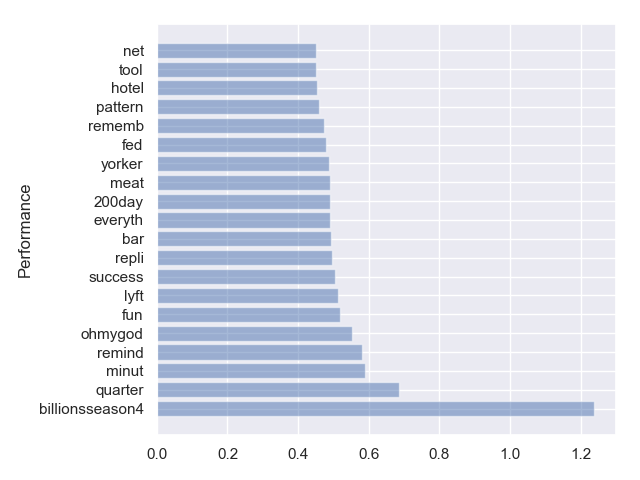 net
tool
hotel
pattern
rememb
fed
yorker
meat
200day
everyth
bar
repli
success
lyft
fun
ohmygod
remind
minut
quarter
billionsseason4
Performance
0.0 0.2 0.4 0.6 0.8 1.0 1.2